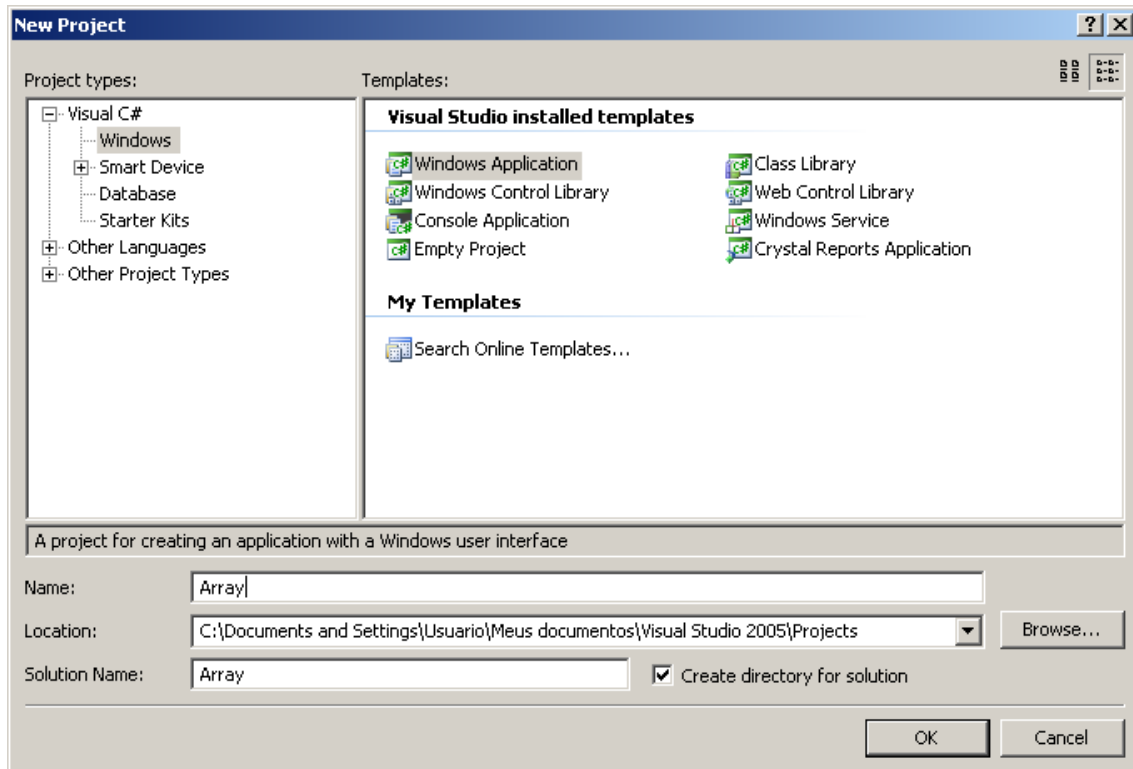 New Project
Project types:
Templates:
Visual C#
Windows
Smart Device
Database
Starter Kits
Other Languages
Other Project Types
Visual Studio installed templates
Windows Application
Class Library
Windows Control Library
Web Control Library
Console Application
Windows Service
Empty Project
Crystal Reports Application
My Templates
Search Online Templates...
A project for creating an application with a Windows user interface
Name:
Array
Location:
C:\Documents and Settings\Usuario\Meus documentos\Visual Studio 2005\Projects
Browse...
Solution Name:
Array
Create directory for solution
OK
Cancel